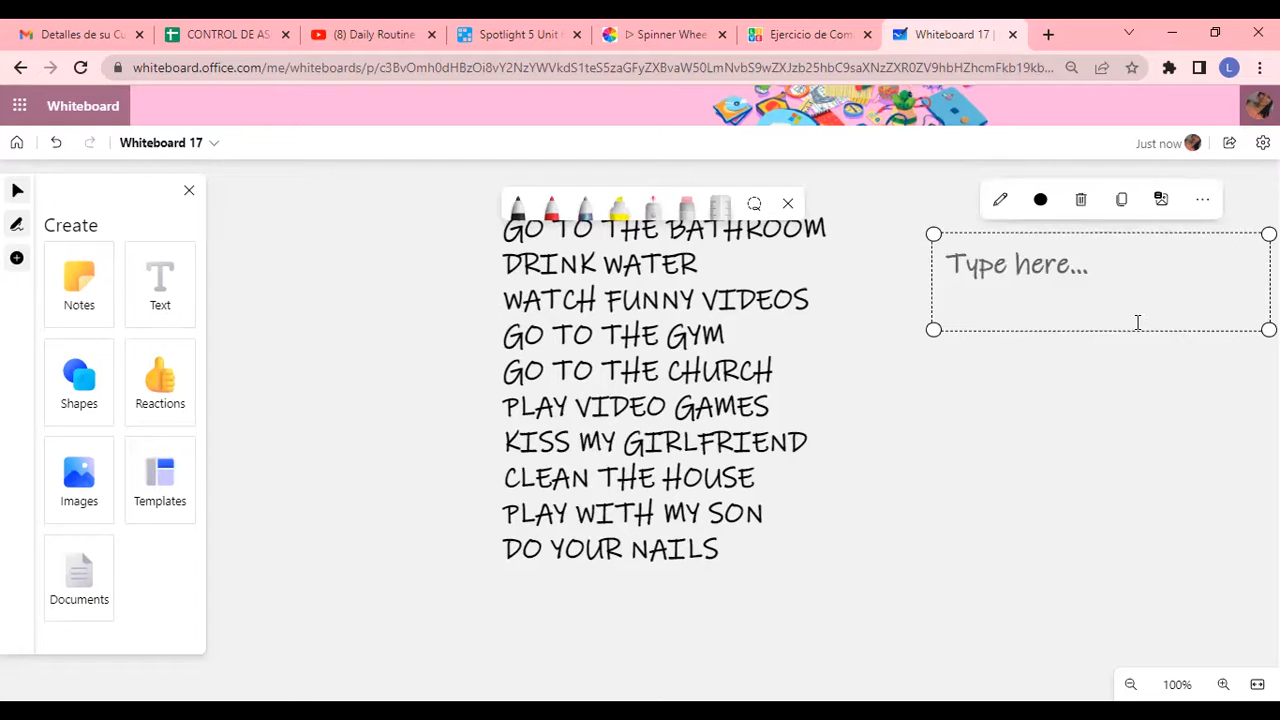 Detalles de su Cu
CONTROL DE AS
(8) Daily Routine
Spotlight 5 Unit
Spinner Whee
Ejercicio de Com
Whiteboard 17 |
whiteboard.office.com/me/whiteboards/p/c3BvOmh0dHBzOi8vY2NzYWVkdS1teS5zaGFyZXBvaW50LmNvbS9wZXJzb25hbC9saXNzZXR0ZV9hbHZhcmFkb19kb...
L
Whiteboard
Whiteboard 17
Just now
Create
Notes
Text
Shapes
Reactions
Images
Templates
Documents
GO TO THE BATHROOM
DRINK WATER
WATCH FUNNY VIDEOS
GO TO THE GYM
GO TO THE CHURCH
PLAY VIDEO GAMES
KISS MY GIRLFRIEND
CLEAN THE HOUSE
PLAY WITH MY SON
DO YOUR NAILS
Type here...
100%